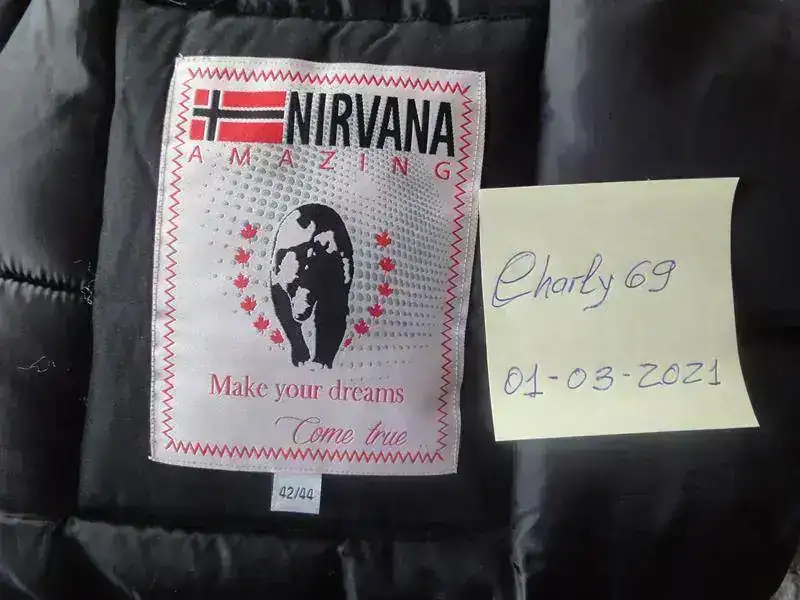 NIRVANA
AMAZING
Make your dreams
Come true
42/44
Charly 69
01-03-2021